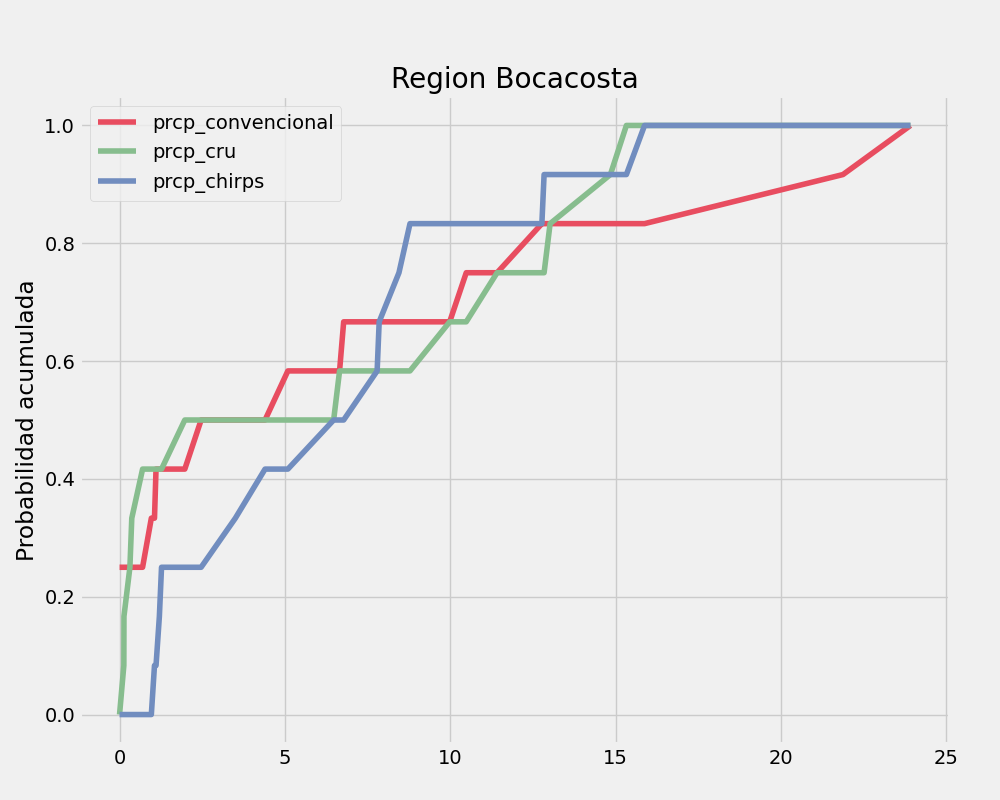 Region Bocacosta
prcp_convencional
prcp_cru
prcp_chirps
Probabilidad acumulada
1.0
0.8
0.6
0.4
0.2
0.0
0 5 10 15 20 25